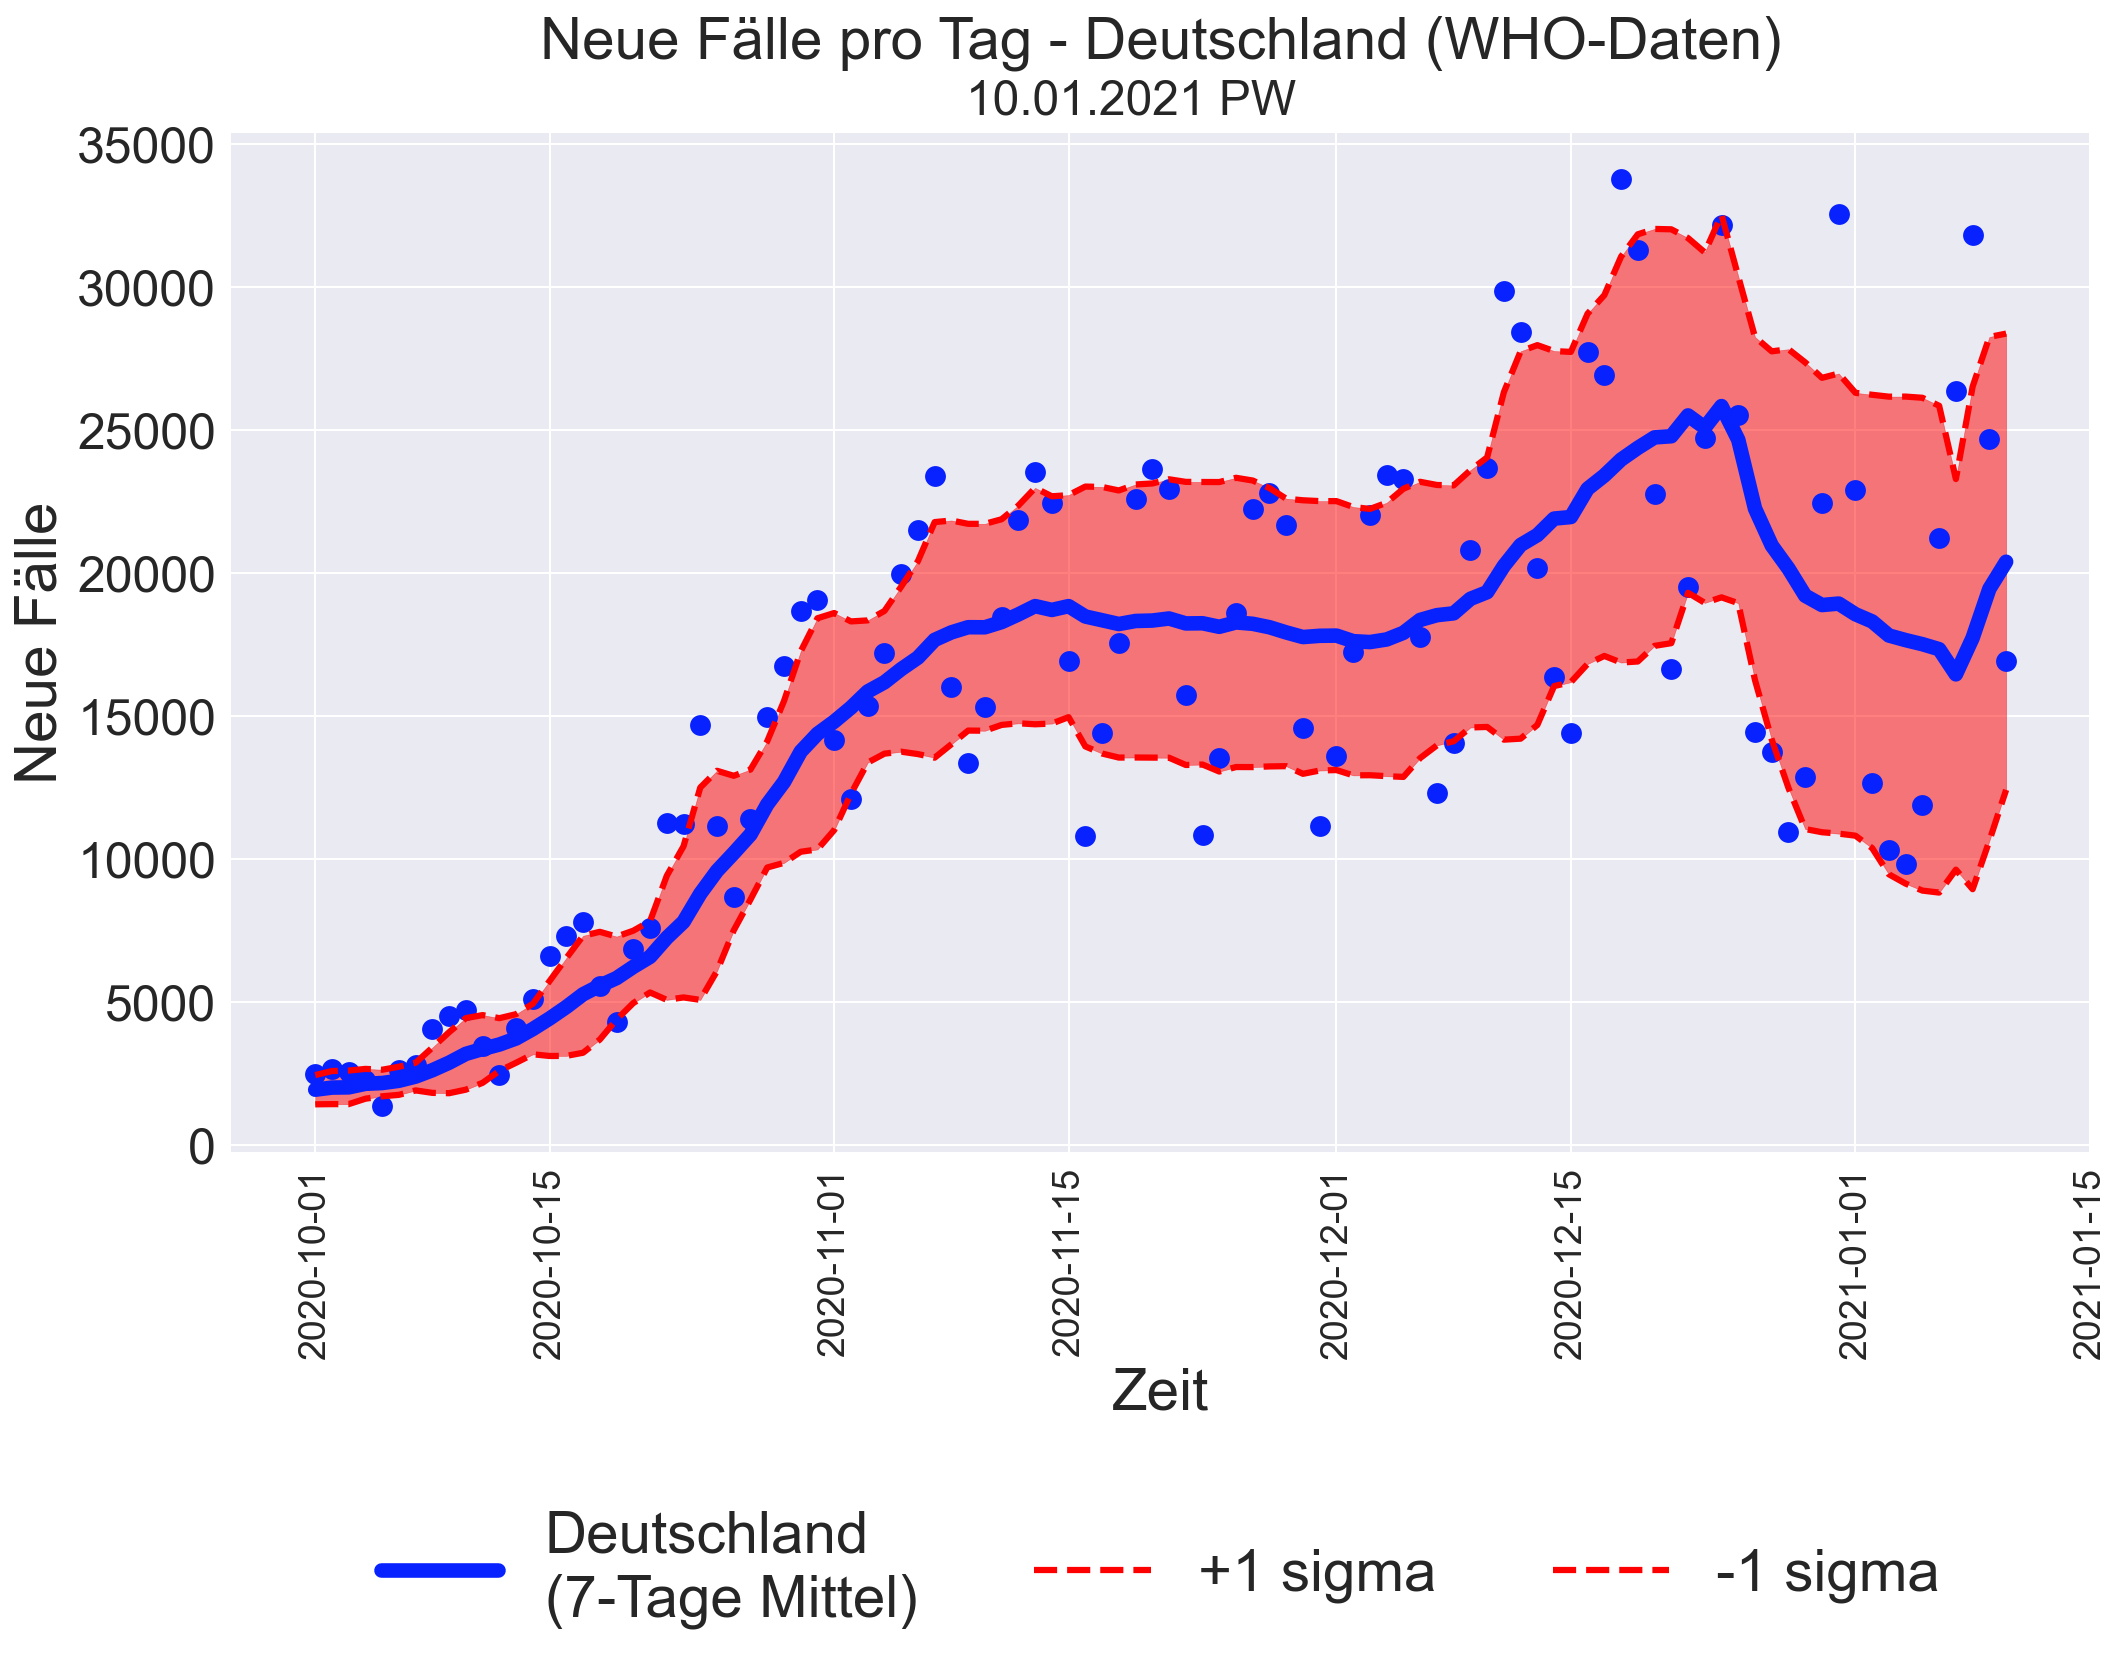 Neue Fälle pro Tag - Deutschland (WHO-Daten)
10.01.2021 PW
Neue Fälle
35000
30000
25000
20000
15000
10000
5000
0
2020-10-01
2020-10-15
2020-11-01
2020-11-15
2020-12-01
2020-12-15
2021-01-01
2021-01-15
Zeit
Deutschland
(7-Tage Mittel)
+1 sigma
-1 sigma